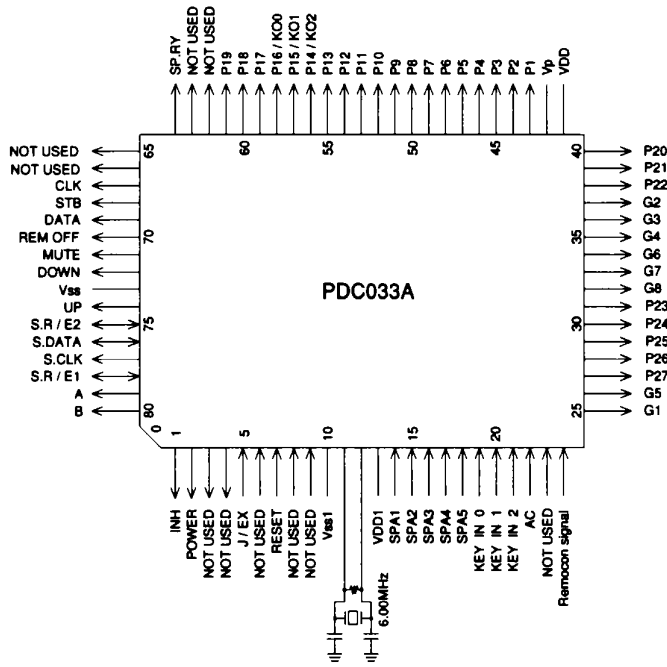 SP.RY
NOT USED
NOT USED
P19
P18
P17
P16 / KO0
P15 / KO1
P14 / KO2
P13
P12
P11
P10
P9
P8
P7
P6
P5
P4
P3
P2
P1
Vp
VDD
65
60
55
50
45
40
NOT USED
NOT USED
CLK
STB
DATA
REM OFF
70
MUTE
DOWN
Vss
UP
S.R / E2
75
S.DATA
S.CLK
S.R / E1
A
B
80
PDC033A
P20
P21
P22
G2
G3
G4
35
G6
G7
G8
P23
P24
30
P25
P26
P27
G5
G1
25
0
1
5
10
15
20
INH
POWER
NOT USED
NOT USED
J / EX
NOT USED
RESET
NOT USED
NOT USED
Vss1
6.00MHz
VDD1
SPA1
SPA2
SPA3
SPA4
SPA5
KEY IN 0
KEY IN 1
KEY IN 2
AC
NOT USED
Remocon signal